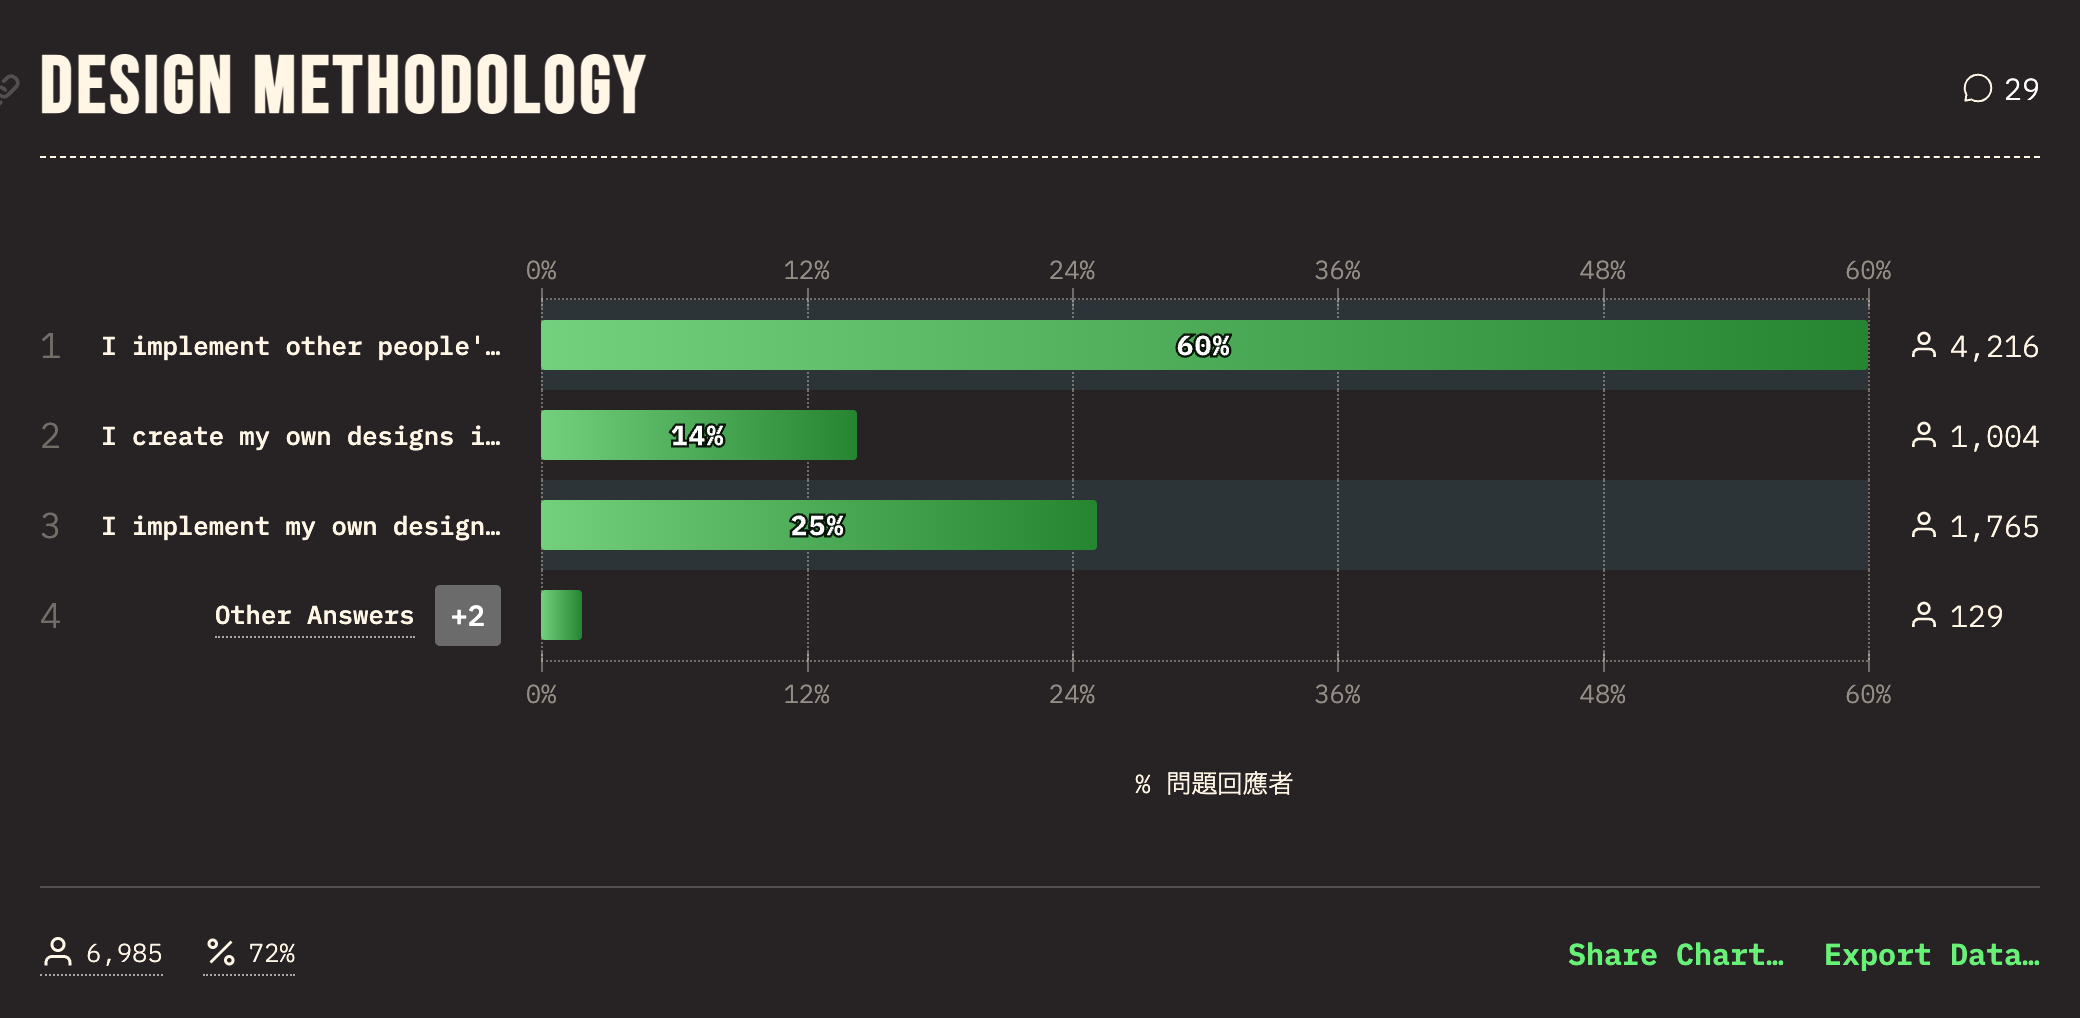 DESIGN METHODOLOGY
29
0% 12% 24% 36% 48% 60%
1 I implement other people'… 60% 4,216
2 I create my own designs i… 14% 1,004
3 I implement my own design… 25% 1,765
4 Other Answers +2 129
0% 12% 24% 36% 48% 60%
% 問題回應者
6,985 % 72% Share Chart… Export Data…